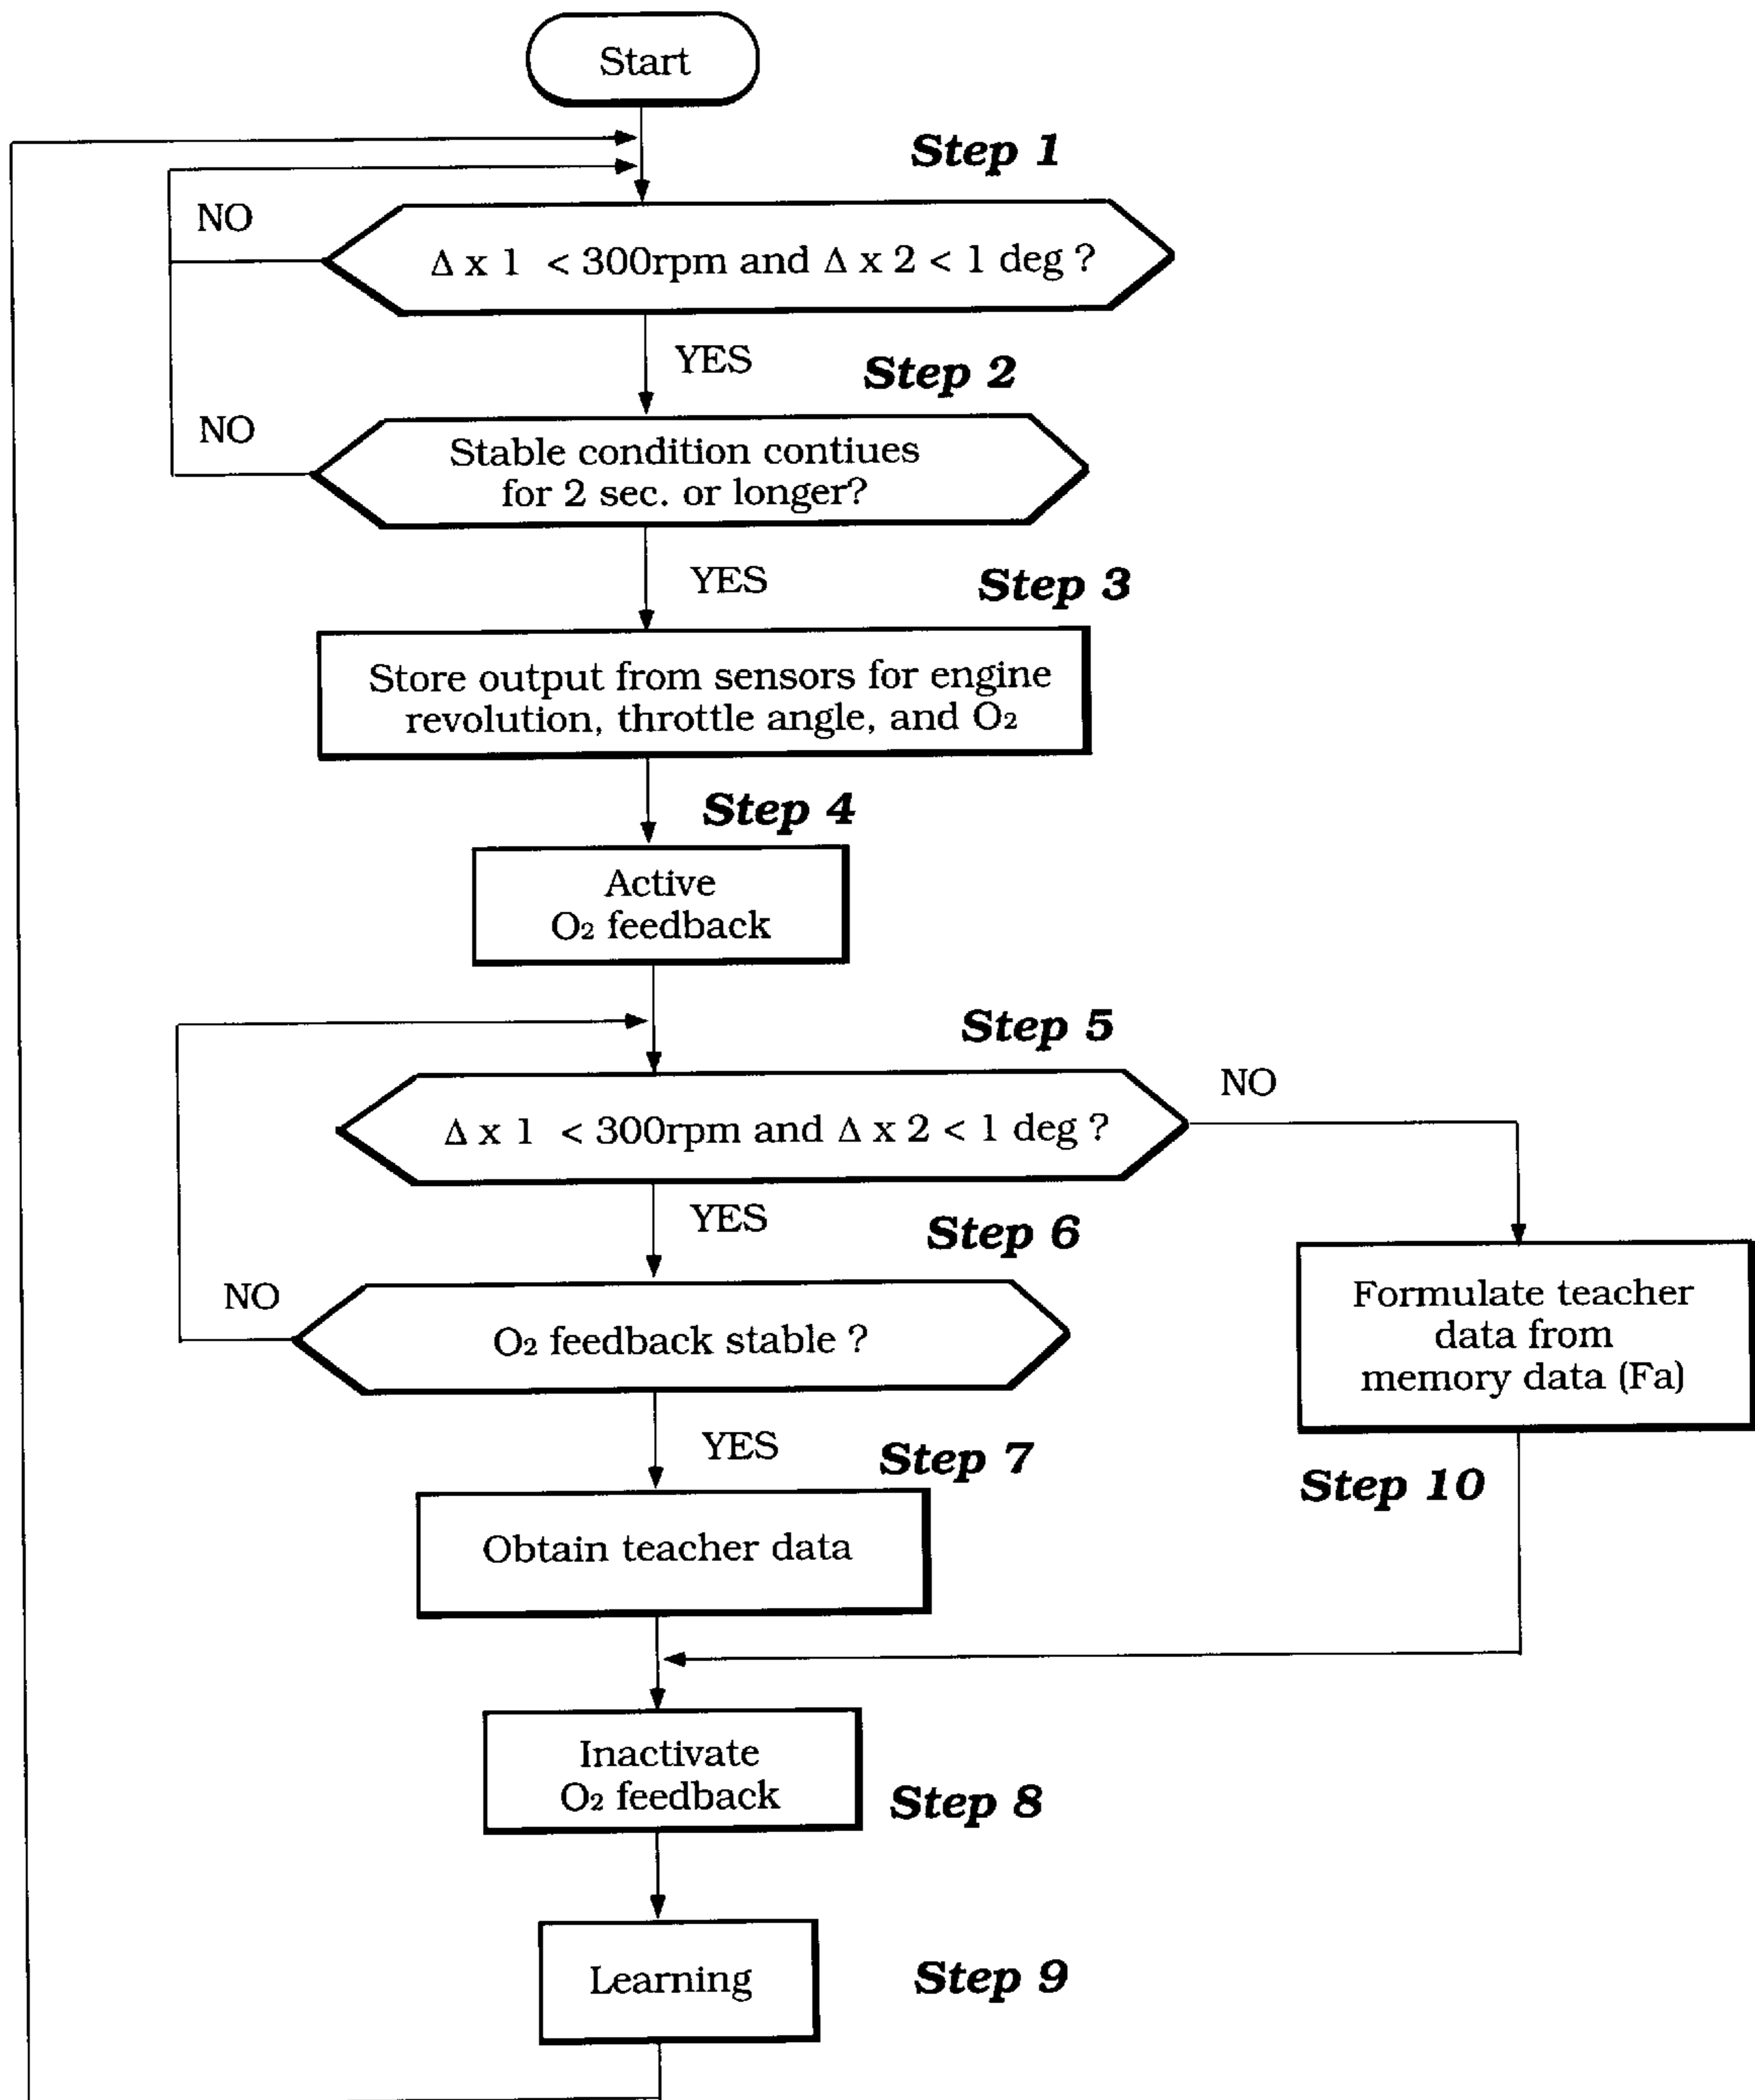 Start
Step 1
NO
Δ x 1 < 300rpm and Δ x 2 < 1 deg ?
YES
Step 2
NO
Stable condition contiues
for 2 sec. or longer?
YES
Step 3
Store output from sensors for engine
revolution, throttle angle, and O₂
Step 4
Active
O₂ feedback
Step 5
NO
Δ x 1 < 300rpm and Δ x 2 < 1 deg ?
YES
Step 6
NO
O₂ feedback stable ?
Formulate teacher
data from
memory data (Fa)
YES
Step 7
Step 10
Obtain teacher data
Inactivate
O₂ feedback
Step 8
Learning
Step 9